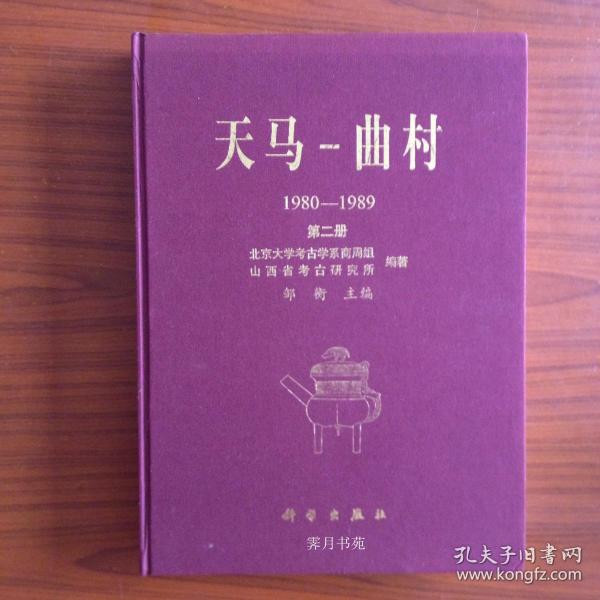 天马－曲村
1980—1989
第二册
北京大学考古学系商周组
山西省考古研究所
编著
邹衡 主编
科学出版社
霁月书苑
孔夫子旧书网
www.kongfz.com